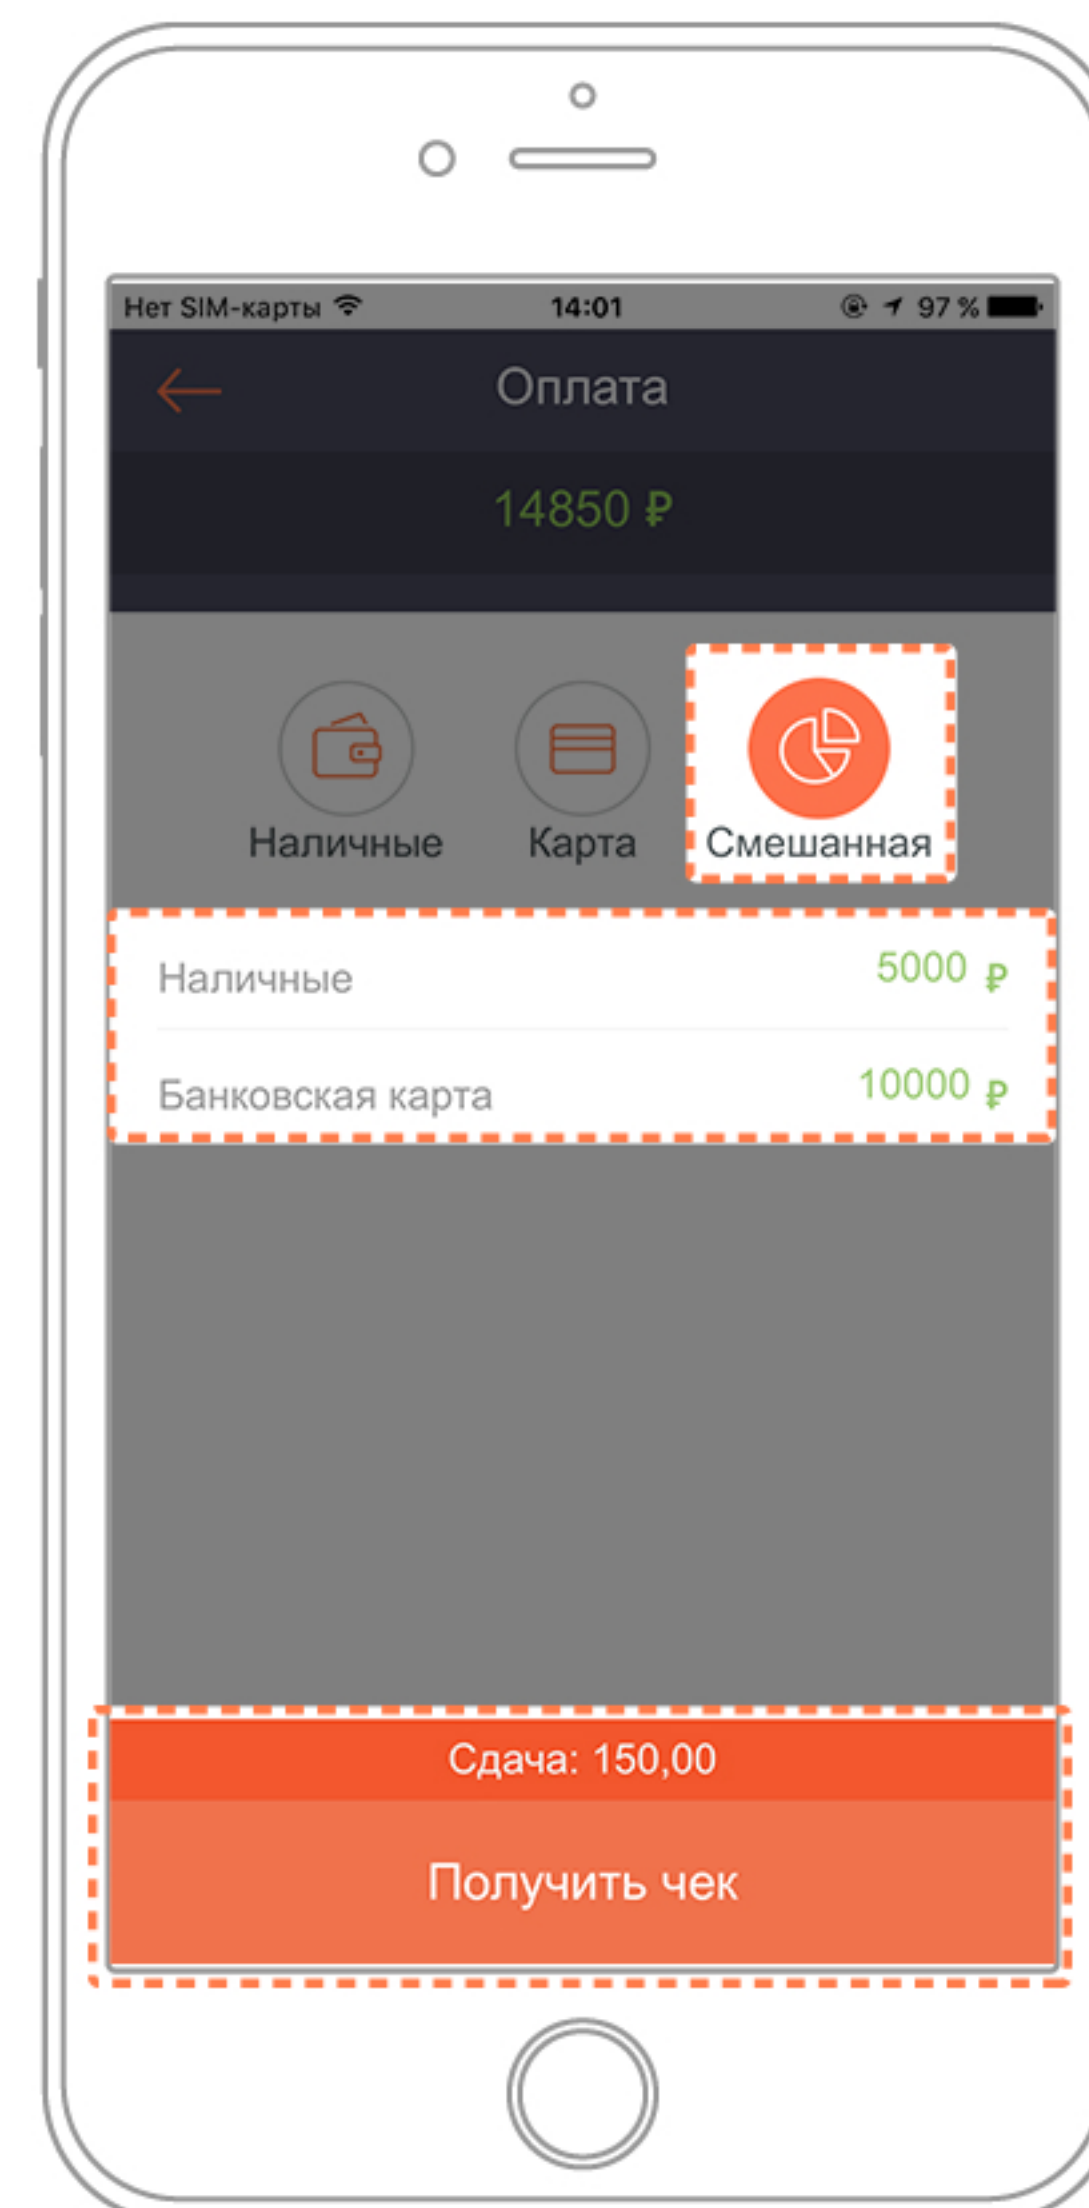 Нет SIM-карты 14:01 97 %
Оплата
14850 ₽
Наличные Карта Смешанная
Наличные 5000 ₽
Банковская карта 10000 ₽
Сдача: 150,00
Получить чек